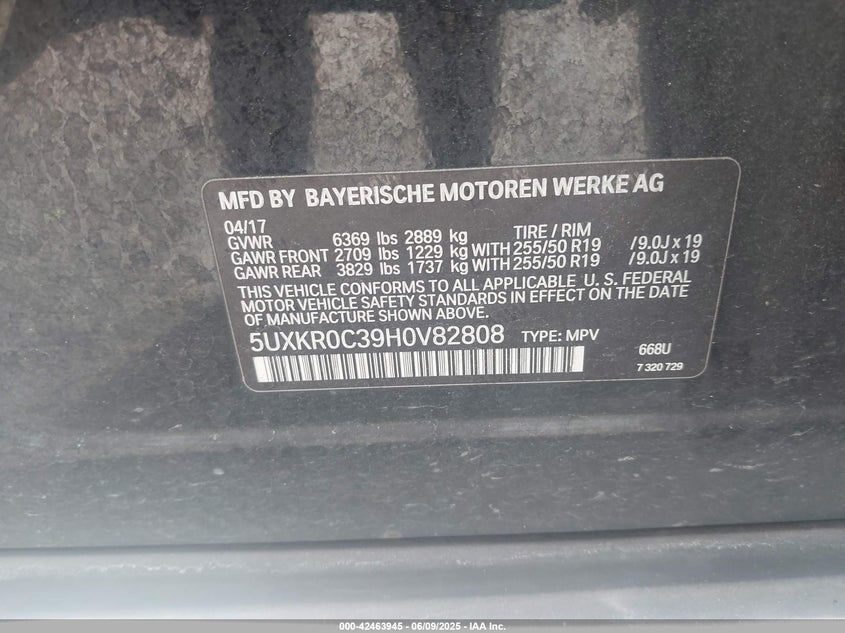 MFD BY BAYERISCHE MOTOREN WERKE AG
04/17
GVWR 6369 lbs 2889 kg TIRE / RIM
GAWR FRONT 2709 lbs 1229 kg WITH 255/50 R19 /9.0J x 19
GAWR REAR 3829 lbs 1737 kg WITH 255/50 R19 /9.0J x 19
THIS VEHICLE CONFORMS TO ALL APPLICABLE U. S. FEDERAL
MOTOR VEHICLE SAFETY STANDARDS IN EFFECT ON THE DATE
OF MANUFACTURE SHOWN ABOVE.
5UXKR0C39H0V82808 TYPE: MPV
668U
7 320 729
000-42463945 - 06/09/2025 - IAA Inc.